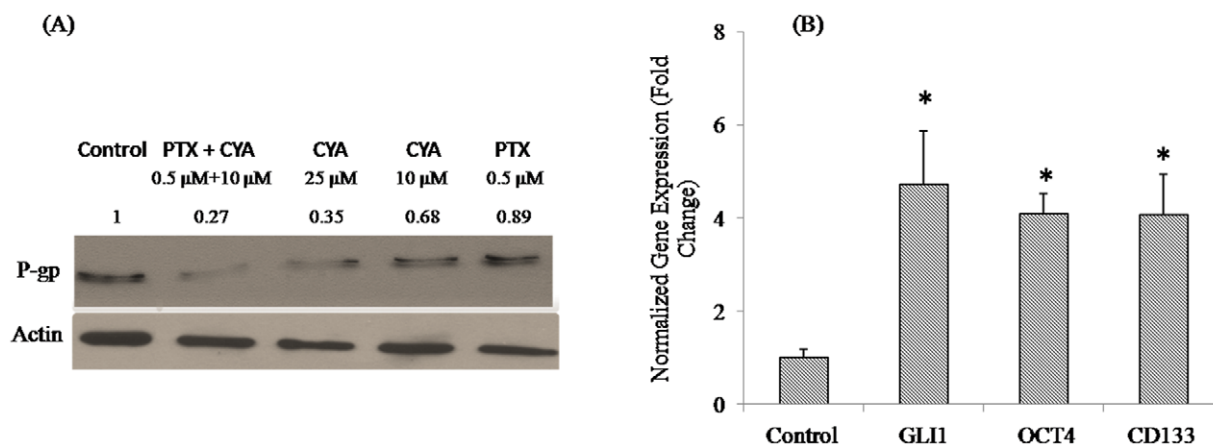 (A)
Control PTX + CYA CYA CYA PTX
0.5 µM+10 µM 25 µM 10 µM 0.5 µM
1 0.27 0.35 0.68 0.89
P-gp
Actin
(B)
Normalized Gene Expression (Fold
Change)
8
6
4
2
0
* * *
Control GLI1 OCT4 CD133